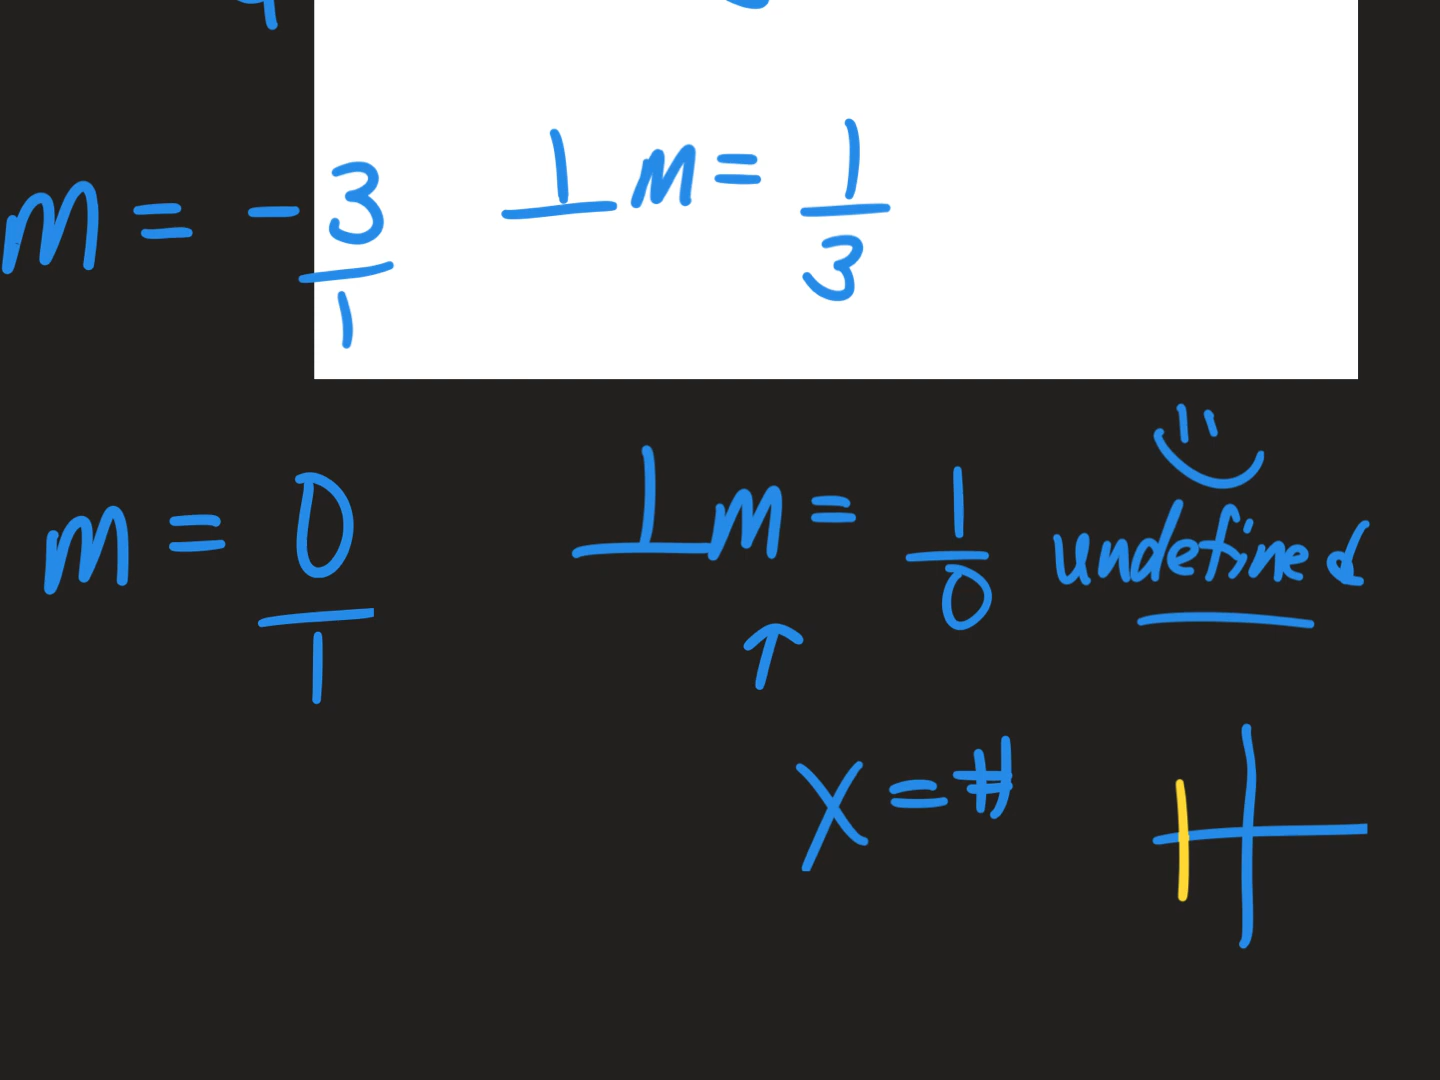 m = -3/1 ⊥m = 1/3
m = 0/1 ⊥m = 1/0 undefined
↑
x = #